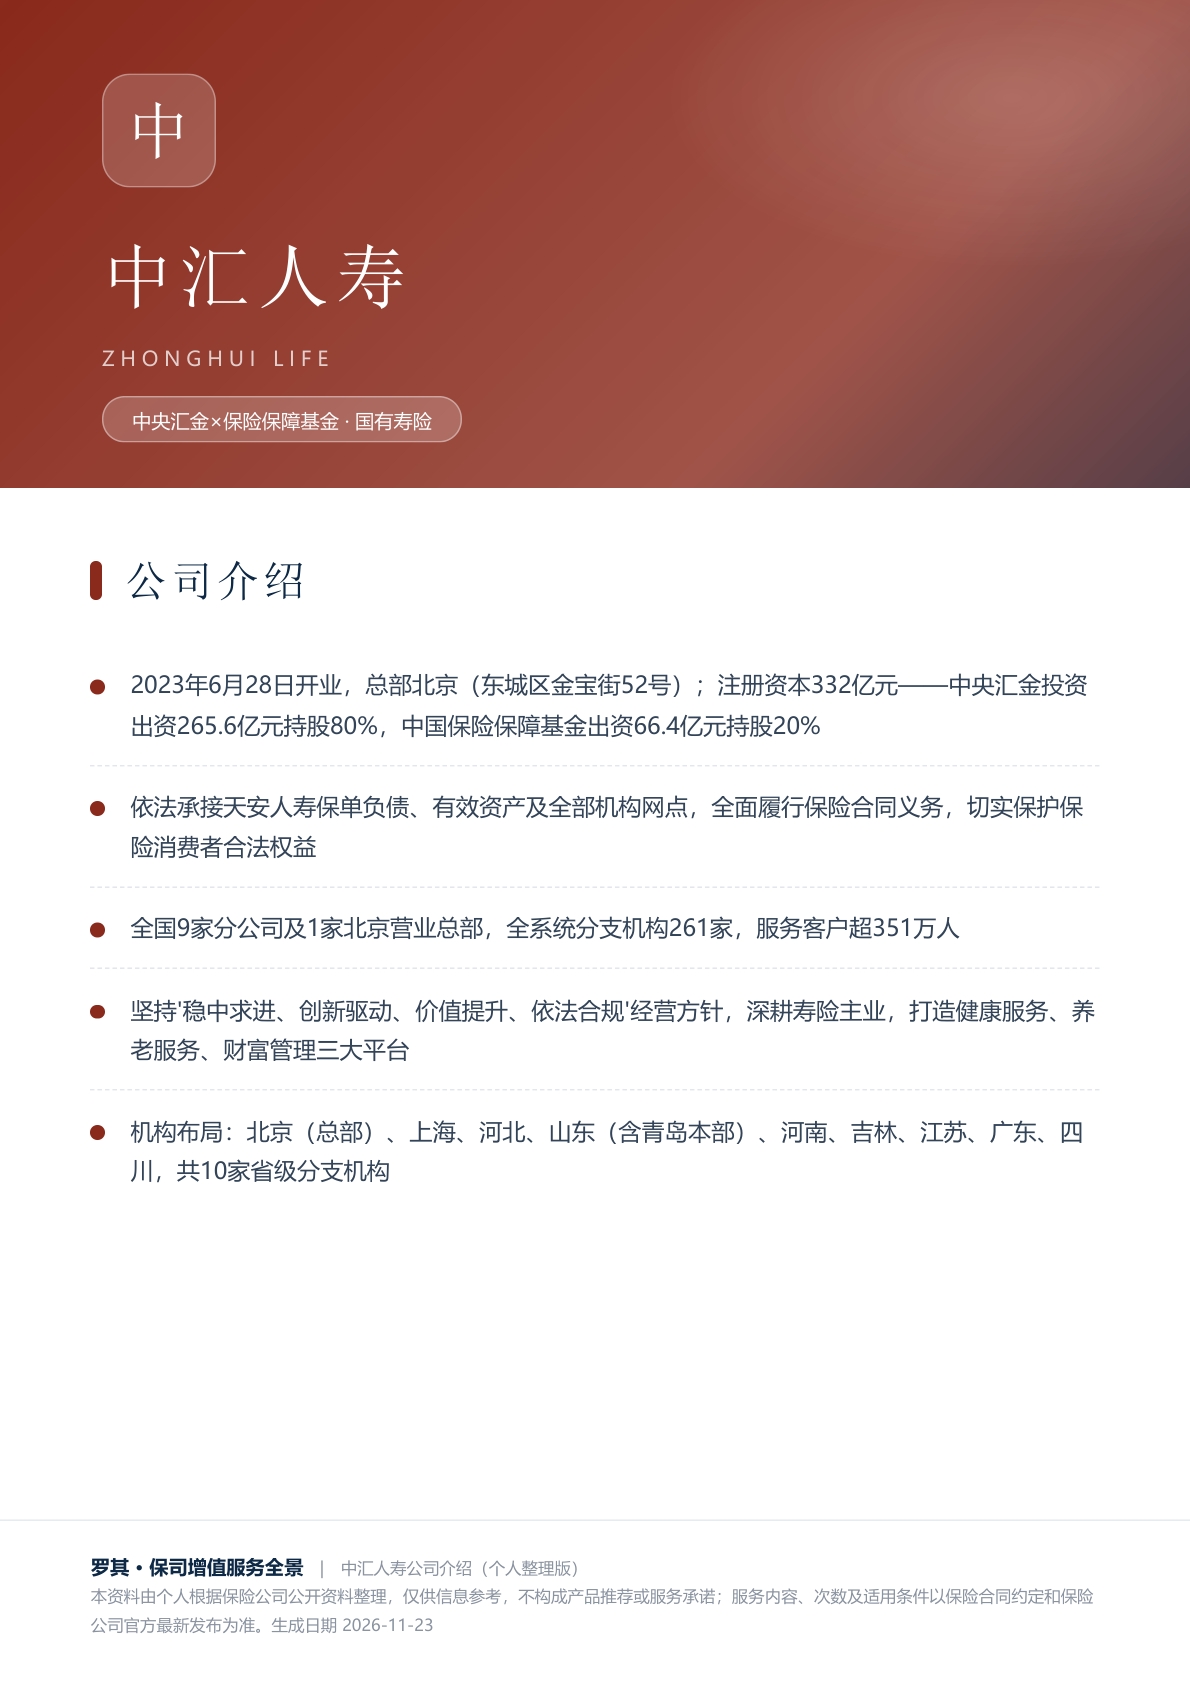 中
中汇人寿
ZHONGHUI LIFE
中央汇金×保险保障基金 · 国有寿险
公司介绍
2023年6月28日开业，总部北京（东城区金宝街52号）；注册资本332亿元——中央汇金投资
出资265.6亿元持股80%，中国保险保障基金出资66.4亿元持股20%
依法承接天安人寿保单负债、有效资产及全部机构网点，全面履行保险合同义务，切实保护保
险消费者合法权益
全国9家分公司及1家北京营业总部，全系统分支机构261家，服务客户超351万人
坚持'稳中求进、创新驱动、价值提升、依法合规'经营方针，深耕寿险主业，打造健康服务、养
老服务、财富管理三大平台
机构布局：北京（总部）、上海、河北、山东（含青岛本部）、河南、吉林、江苏、广东、四
川，共10家省级分支机构
罗其·保司增值服务全景 | 中汇人寿公司介绍（个人整理版）
本资料由个人根据保险公司公开资料整理，仅供信息参考，不构成产品推荐或服务承诺；服务内容、次数及适用条件以保险合同约定和保险
公司官方最新发布为准。生成日期 2026-11-23